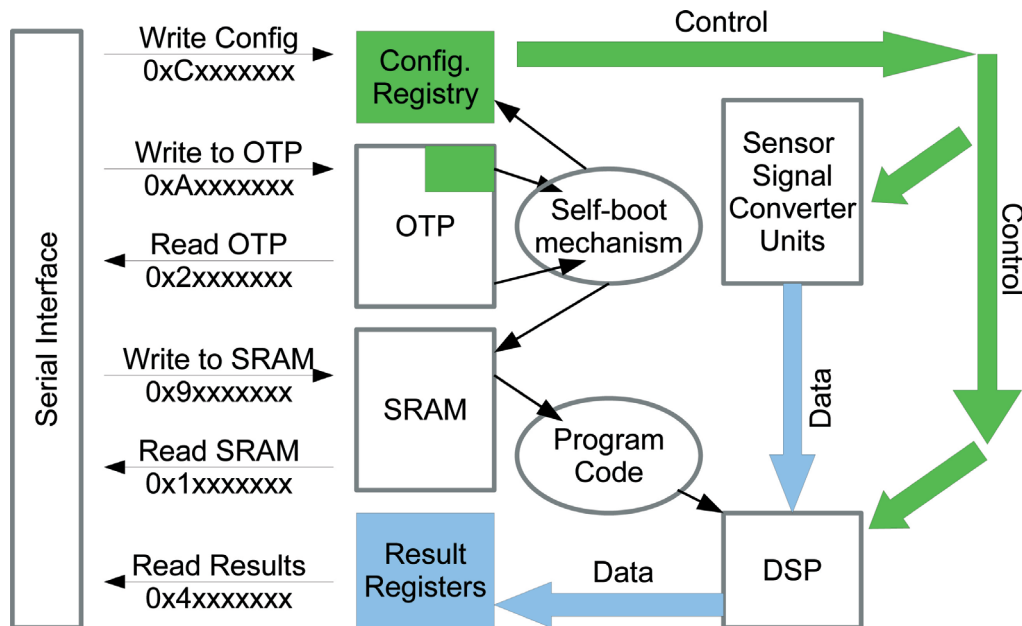 Serial Interface
Write Config
0xCxxxxxxx
Write to OTP
0xAxxxxxxx
Read OTP
0x2xxxxxxx
Write to SRAM
0x9xxxxxxx
Read SRAM
0x1xxxxxxx
Read Results
0x4xxxxxxx
Config.
Registry
OTP
SRAM
Result
Registers
Self-boot
mechanism
Program
Code
Control
Sensor
Signal
Converter
Units
Control
Data
DSP
Data